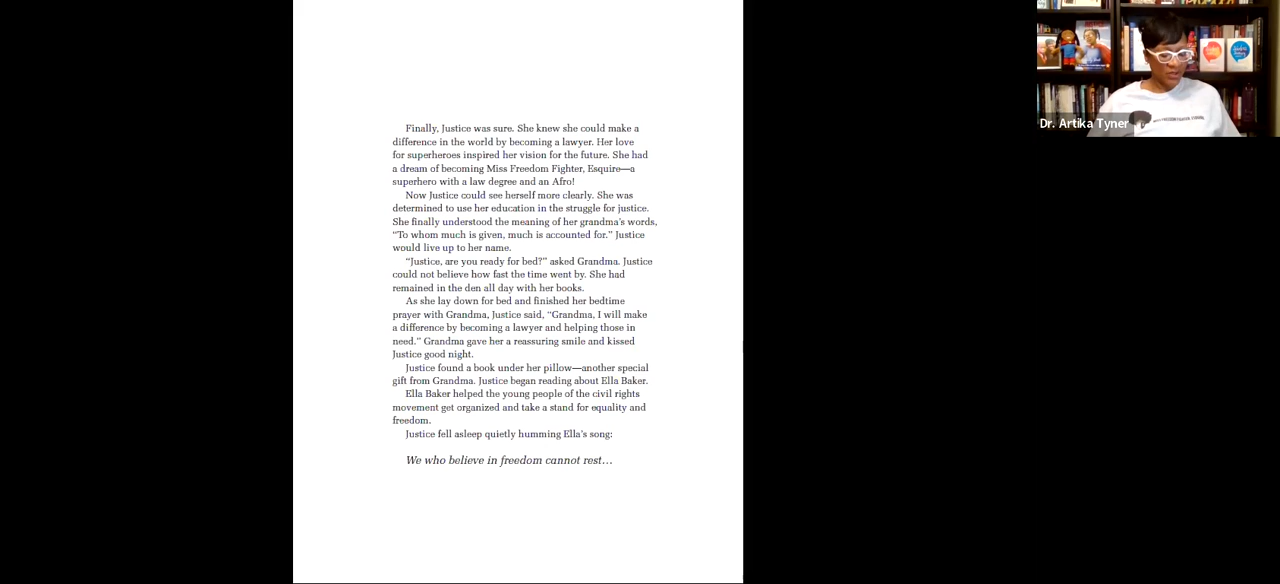 Finally, Justice was sure. She knew she could make a
difference in the world by becoming a lawyer. Her love
for superheroes inspired her vision for the future. She had
a dream of becoming Miss Freedom Fighter, Esquire—a
superhero with a law degree and an Afro!
Now Justice could see herself more clearly. She was
determined to use her education in the struggle for justice.
She finally understood the meaning of her grandma's words,
“To whom much is given, much is accounted for.” Justice
would live up to her name.
“Justice, are you ready for bed?” asked Grandma. Justice
could not believe how fast the time went by. She had
remained in the den all day with her books.
As she lay down for bed and finished her bedtime
prayer with Grandma, Justice said, “Grandma, I will make
a difference by becoming a lawyer and helping those in
need.” Grandma gave her a reassuring smile and kissed
Justice good night.
Justice found a book under her pillow—another special
gift from Grandma. Justice began reading about Ella Baker.
Ella Baker helped the young people of the civil rights
movement get organized and take a stand for equality and
freedom.
Justice fell asleep quietly humming Ella's song:
We who believe in freedom cannot rest...
Dr. Artika Tyner